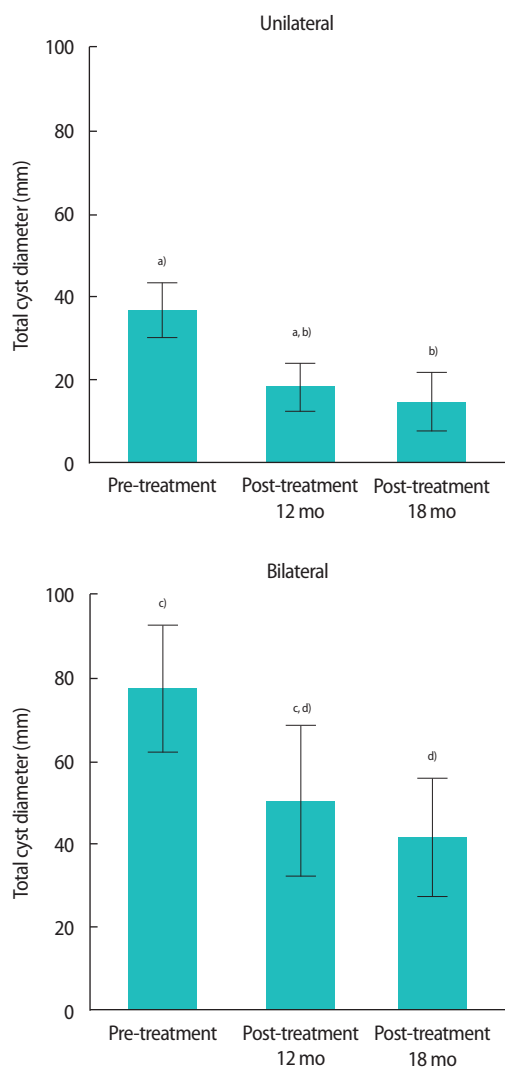 Unilateral
Total cyst diameter (mm)
100
80
60
40
20
0
a)
a, b)
b)
Pre-treatment
Post-treatment
12 mo
Post-treatment
18 mo
Bilateral
Total cyst diameter (mm)
100
80
60
40
20
0
c)
c, d)
d)
Pre-treatment
Post-treatment
12 mo
Post-treatment
18 mo